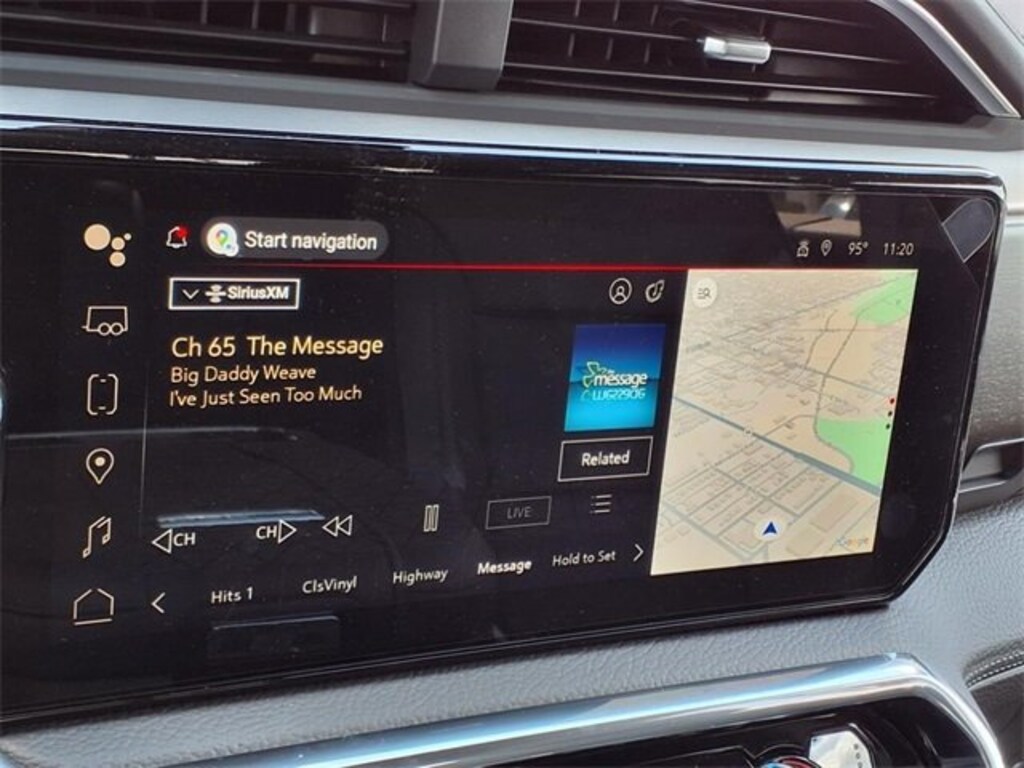 Start navigation
95° 11:20
SiriusXM
Ch 65 The Message
Big Daddy Weave
I've Just Seen Too Much
the message
Related
CH
CH
LIVE
Hits 1
ClsVinyl
Highway
Message
Hold to Set
Google